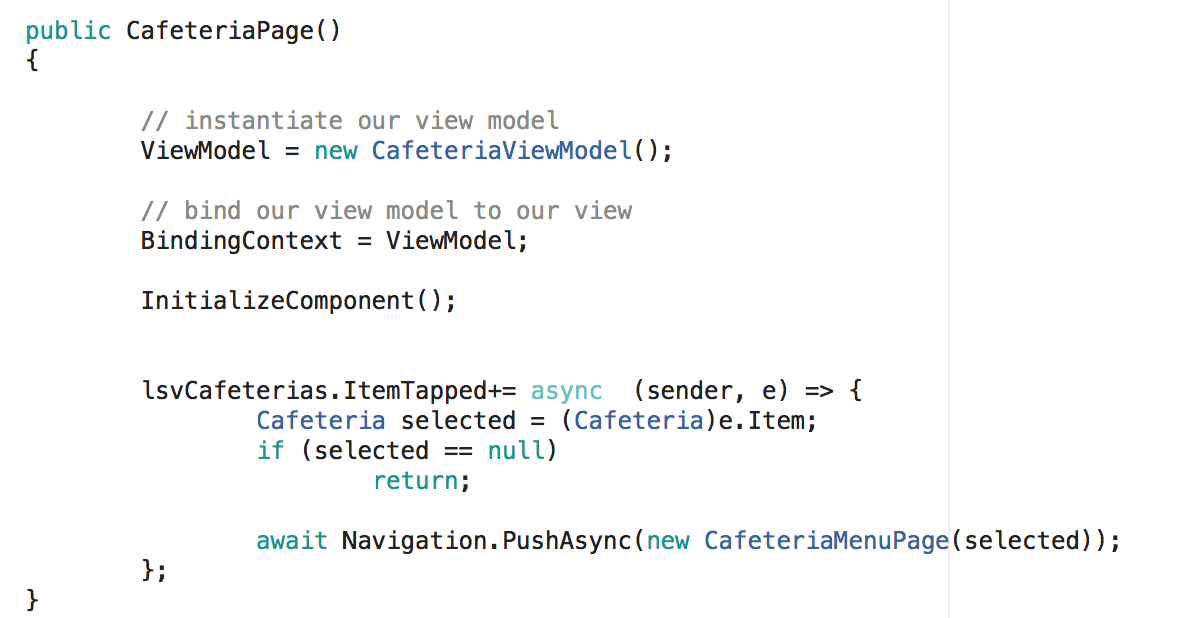 public CafeteriaPage()
{
// instantiate our view model
ViewModel = new CafeteriaViewModel();
// bind our view model to our view
BindingContext = ViewModel;
InitializeComponent();
lsvCafeterias.ItemTapped+= async  (sender, e) => {
Cafeteria selected = (Cafeteria)e.Item;
if (selected == null)
return;
await Navigation.PushAsync(new CafeteriaMenuPage(selected));
};
}